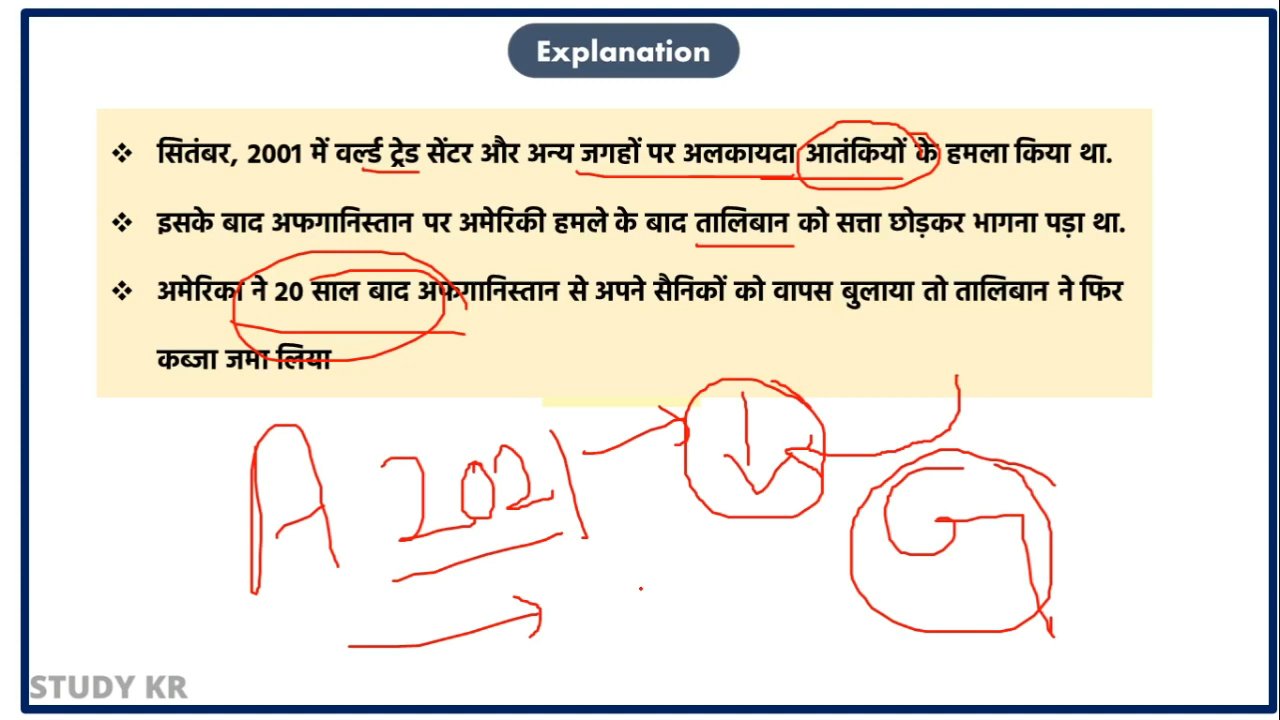 Explanation
❖ सितंबर, 2001 में वर्ल्ड ट्रेड सेंटर और अन्य जगहों पर अलकायदा आतंकियों के हमला किया था.
❖ इसके बाद अफगानिस्तान पर अमेरिकी हमले के बाद तालिबान को सत्ता छोड़कर भागना पड़ा था.
❖ अमेरिका ने 20 साल बाद अफगानिस्तान से अपने सैनिकों को वापस बुलाया तो तालिबान ने फिर
कब्जा जमा लिया
A 2021
G
STUDY KR